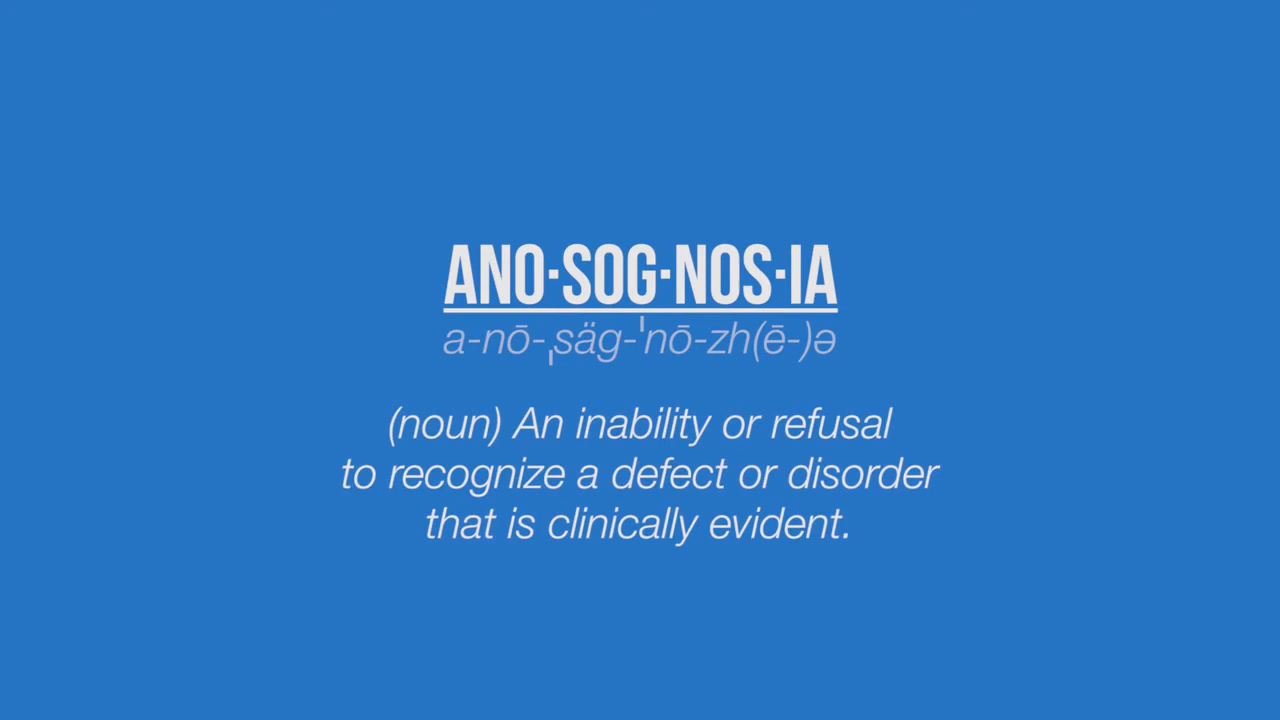 ANO·SOG·NOS·IA
a-nō-ˌsäg-ˈnō-zh(ē-)ə
(noun) An inability or refusal
to recognize a defect or disorder
that is clinically evident.